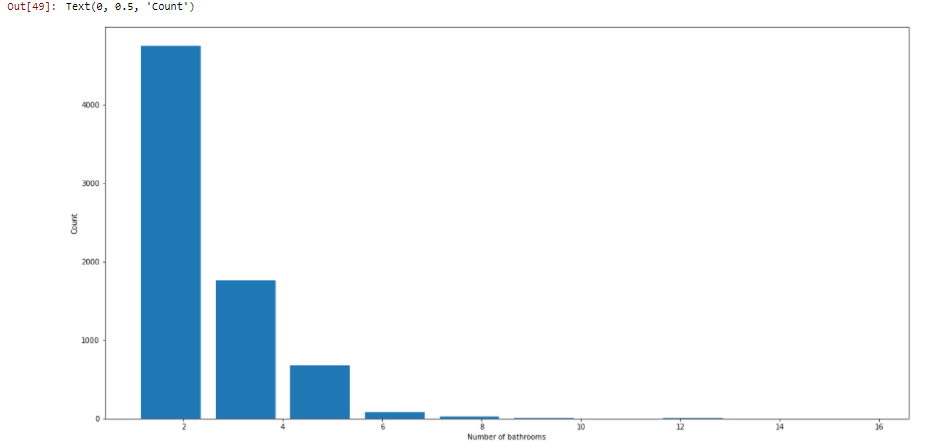 Out[49]: Text(0, 0.5, 'Count')
4000
3000
2000
1000
0
Count
2 4 6 8 10 12 14 16
Number of bathrooms